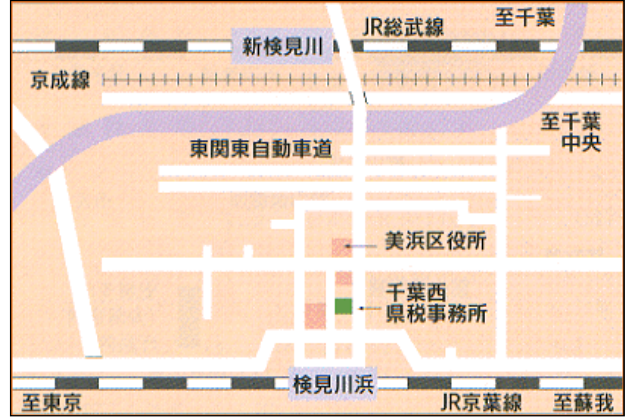 至千葉
JR総武線
新検見川
京成線
至千葉
中央
東関東自動車道
美浜区役所
千葉西
県税事務所
検見川浜
至東京
JR京葉線
至蘇我